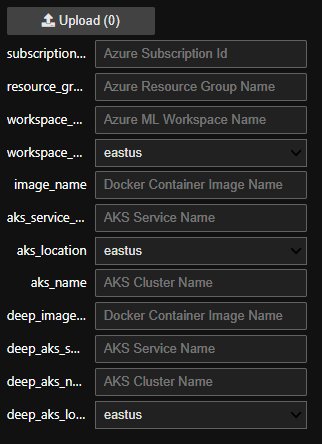 Upload (0)
subscription... Azure Subscription Id
resource_gr... Azure Resource Group Name
workspace_... Azure ML Workspace Name
workspace_... eastus
image_name Docker Container Image Name
aks_service_... AKS Service Name
aks_location eastus
aks_name AKS Cluster Name
deep_image... Docker Container Image Name
deep_aks_s... AKS Service Name
deep_aks_n... AKS Cluster Name
deep_aks_lo... eastus